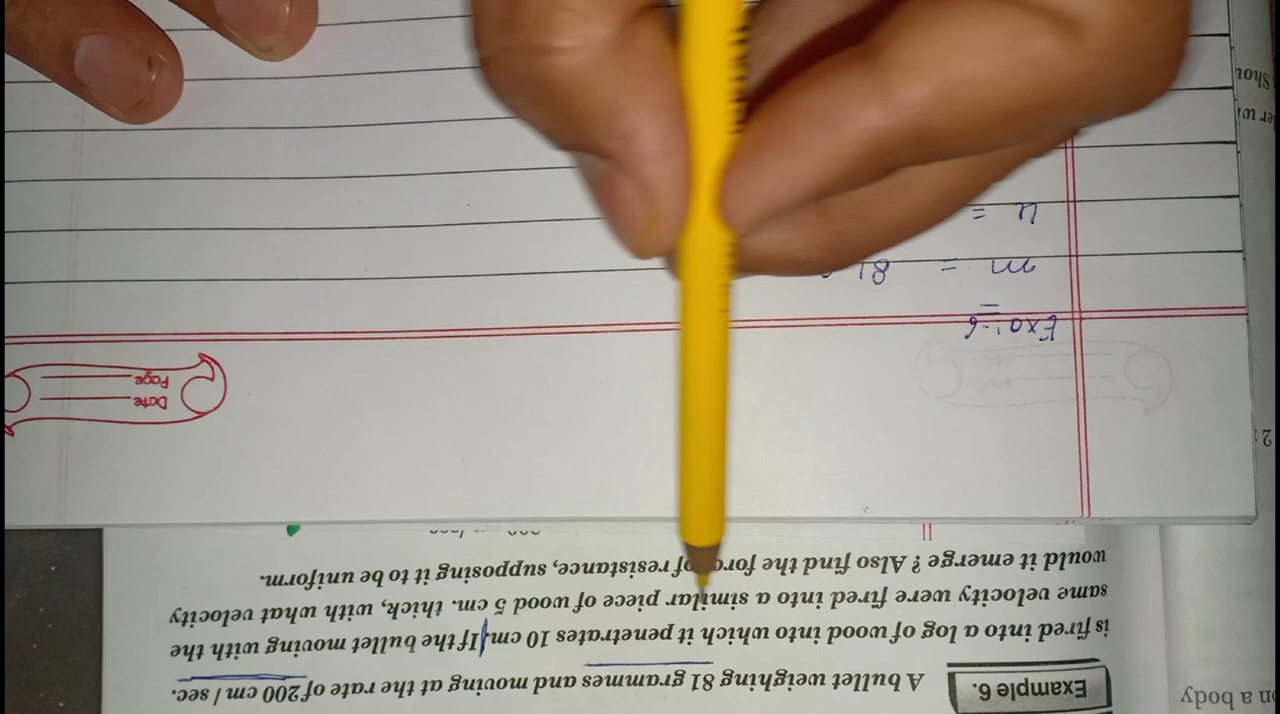 Example 6. A bullet weighing 81 grammes and moving at the rate of 200 cm / sec.
is fired into a log of wood into which it penetrates 10 cm. If the bullet moving with the
same velocity were fired into a similar piece of wood 5 cm. thick, with what velocity
would it emerge ? Also find the force of resistance, supposing it to be uniform.
Date
Page
Exa:-6
m = 81
u =
n a body